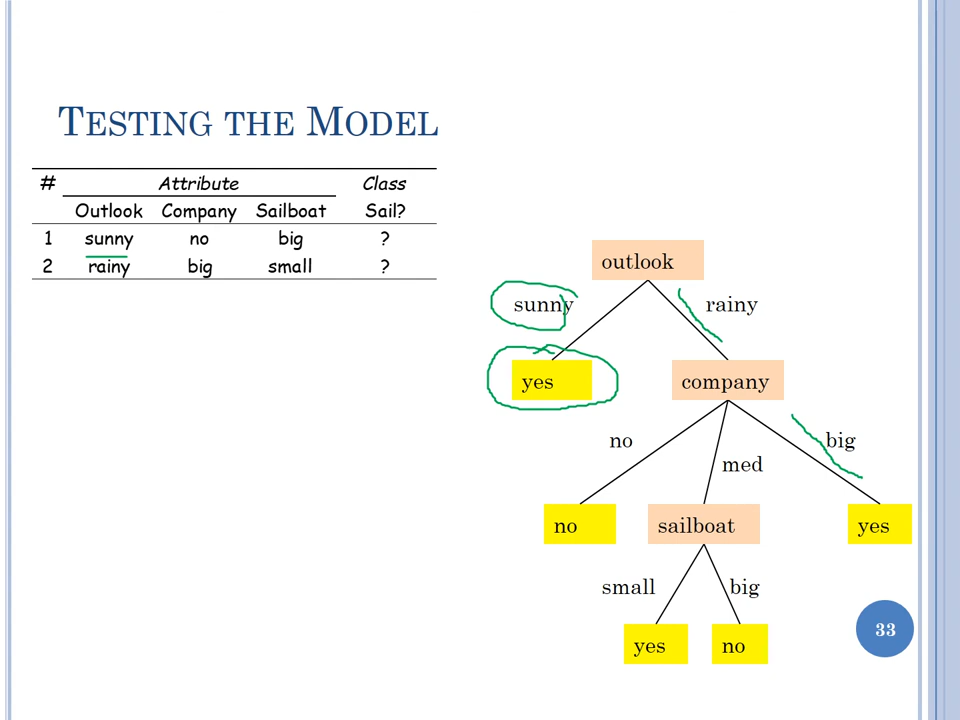 TESTING THE MODEL
# Attribute Class
Outlook Company Sailboat Sail?
1 sunny no big ?
2 rainy big small ?
outlook
sunny rainy
yes company
no med big
no sailboat yes
small big
yes no
33